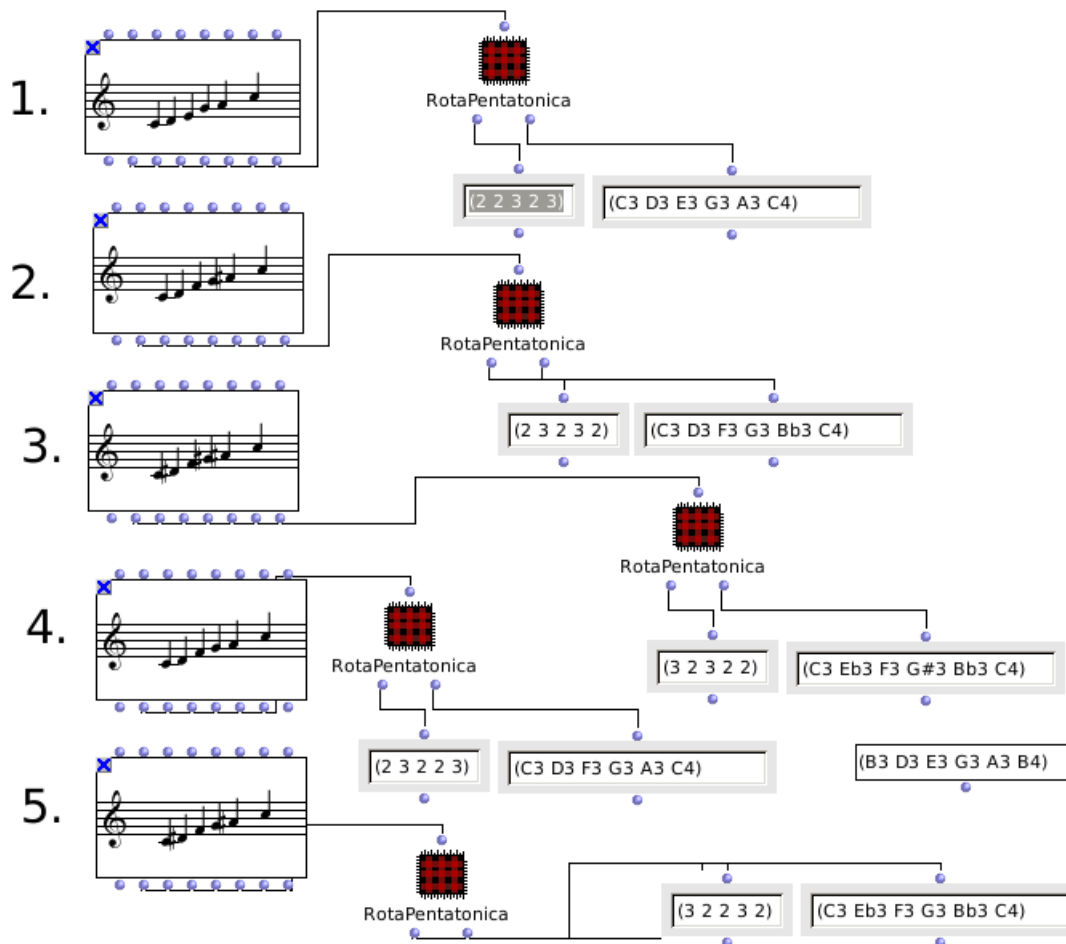 1.
RotaPentatonica
(2 2 3 2 3)
(C3 D3 E3 G3 A3 C4)
2.
RotaPentatonica
(2 3 2 3 2)
(C3 D3 F3 G3 Bb3 C4)
3.
RotaPentatonica
(3 2 3 2 2)
(C3 Eb3 F3 G#3 Bb3 C4)
4.
RotaPentatonica
(2 3 2 2 3)
(C3 D3 F3 G3 A3 C4)
(B3 D3 E3 G3 A3 B4)
5.
RotaPentatonica
(3 2 2 3 2)
(C3 Eb3 F3 G3 Bb3 C4)